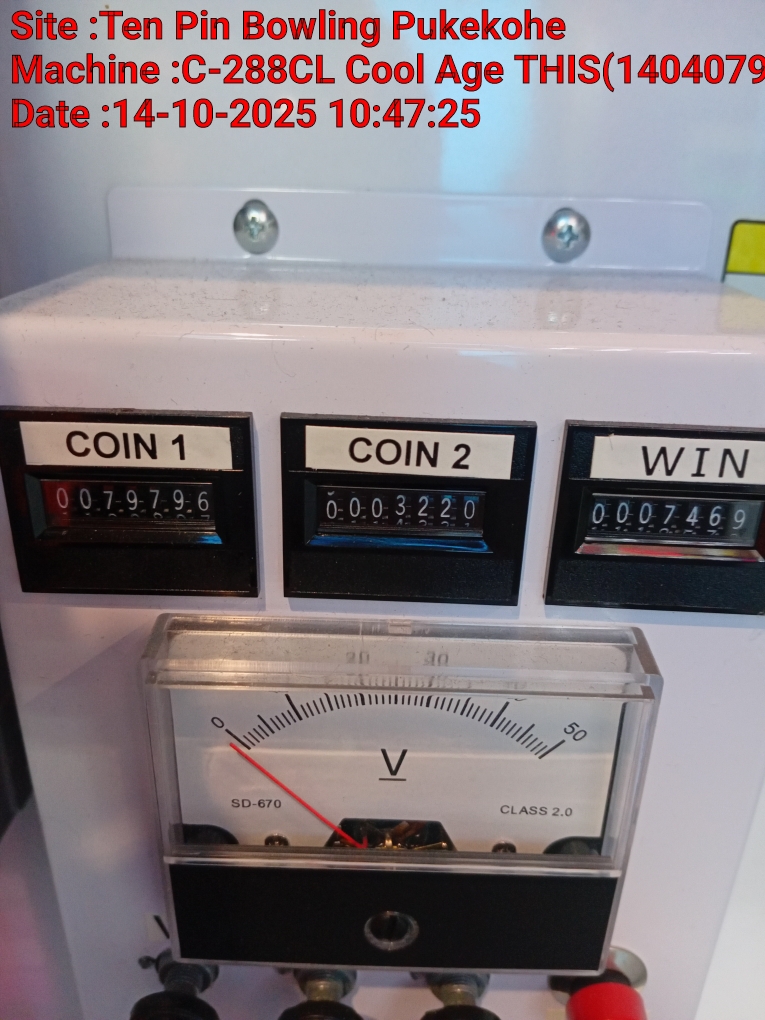 Site :Ten Pin Bowling Pukekohe
Machine :C-288CL Cool Age THIS(1404079
Date :14-10-2025 10:47:25
COIN 1
COIN 2
WIN
0079796
0003220
0007469
20 30
0 50
V
SD-670
CLASS 2.0